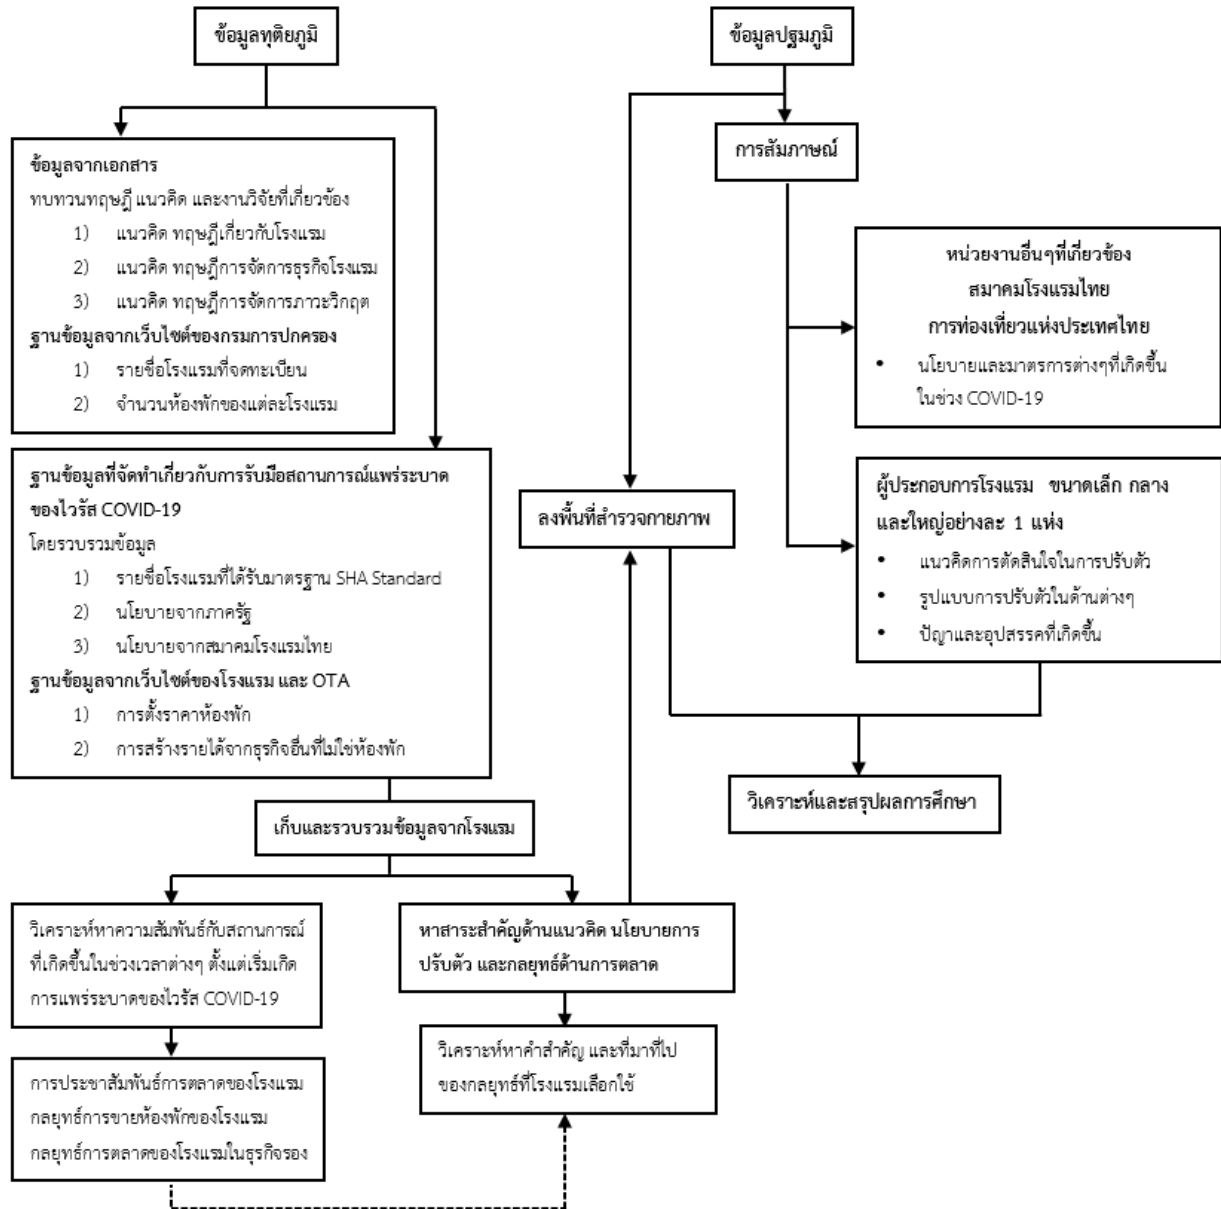 ข้อมูลทุติยภูมิ
ข้อมูลปฐมภูมิ
ข้อมูลจากเอกสาร
ทบทวนทฤษฎี แนวคิด และงานวิจัยที่เกี่ยวข้อง
1) แนวคิด ทฤษฎีเกี่ยวกับโรงแรม
2) แนวคิด ทฤษฎีการจัดการธุรกิจโรงแรม
3) แนวคิด ทฤษฎีการจัดการภาวะวิกฤต
ฐานข้อมูลจากเว็บไซต์ของกรมการปกครอง
1) รายชื่อโรงแรมที่จดทะเบียน
2) จำนวนห้องพักของแต่ละโรงแรม
ฐานข้อมูลที่จัดทำเกี่ยวกับการรับมือสถานการณ์แพร่ระบาด
ของไวรัส COVID-19
โดยรวบรวมข้อมูล
1) รายชื่อโรงแรมที่ได้รับมาตรฐาน SHA Standard
2) นโยบายจากภาครัฐ
3) นโยบายจากสมาคมโรงแรมไทย
ฐานข้อมูลจากเว็บไซต์ของโรงแรม และ OTA
1) การตั้งราคาห้องพัก
2) การสร้างรายได้จากธุรกิจอื่นที่ไม่ใช่ห้องพัก
การสัมภาษณ์
หน่วยงานอื่นๆที่เกี่ยวข้อง
สมาคมโรงแรมไทย
การท่องเที่ยวแห่งประเทศไทย
• นโยบายและมาตรการต่างๆที่เกิดขึ้น
ในช่วง COVID-19
ผู้ประกอบการโรงแรม ขนาดเล็ก กลาง
และใหญ่อย่างละ 1 แห่ง
• แนวคิดการตัดสินใจในการปรับตัว
• รูปแบบการปรับตัวในด้านต่างๆ
• ปัญาและอุปสรรคที่เกิดขึ้น
ลงพื้นที่สำรวจกายภาพ
วิเคราะห์และสรุปผลการศึกษา
เก็บและรวบรวมข้อมูลจากโรงแรม
วิเคราะห์หาความสัมพันธ์กับสถานการณ์
ที่เกิดขึ้นในช่วงเวลาต่างๆ ตั้งแต่เริ่มเกิด
การแพร่ระบาดของไวรัส COVID-19
หาสาระสำคัญด้านแนวคิด นโยบายการ
ปรับตัว และกลยุทธ์ด้านการตลาด
วิเคราะห์หาคำสำคัญ และที่มาที่ไป
ของกลยุทธ์ที่โรงแรมเลือกใช้
การประชาสัมพันธ์การตลาดของโรงแรม
กลยุทธ์การขายห้องพักของโรงแรม
กลยุทธ์การตลาดของโรงแรมในธุรกิจรอง